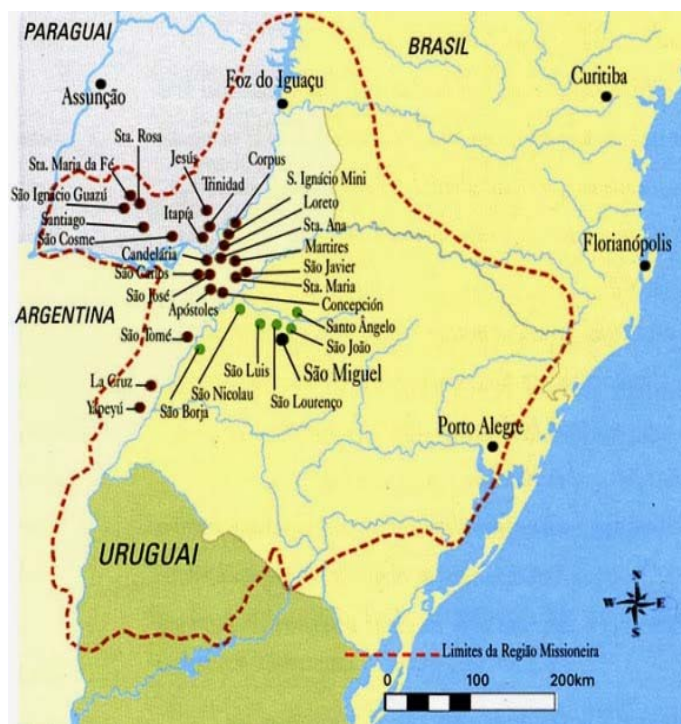 PARAGUAI
BRASIL
Assunção
Foz do Iguaçu
Curitiba
Sta. Rosa
Sta. Maria da Fé
Jesús
Corpus
São Ignacio Guazú
Trinidad
S. Ignácio Mini
Santiago
Itapía
Loreto
São Cosme
Sta. Ana
Candelária
Martires
Florianópolis
São Carlos
São Javier
São José
Sta. Maria
Apóstoles
Concepción
ARGENTINA
Santo Ângelo
São Tomé
São João
São Luis
São Miguel
La Cruz
São Nicolau
Yapeyú
São Borja
São Lourenço
Porto Alegre
URUGUAI
N
W E
S
Limites da Região Missioneira
0 100 200km